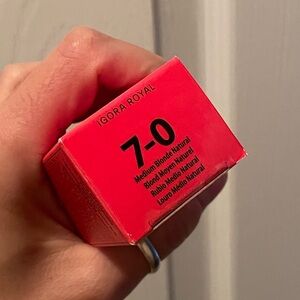 IGORA ROYAL
7-0
Medium Blonde Natural
Blond Moyen Naturel
Rubio Medio Natural
Louro Médio Natural